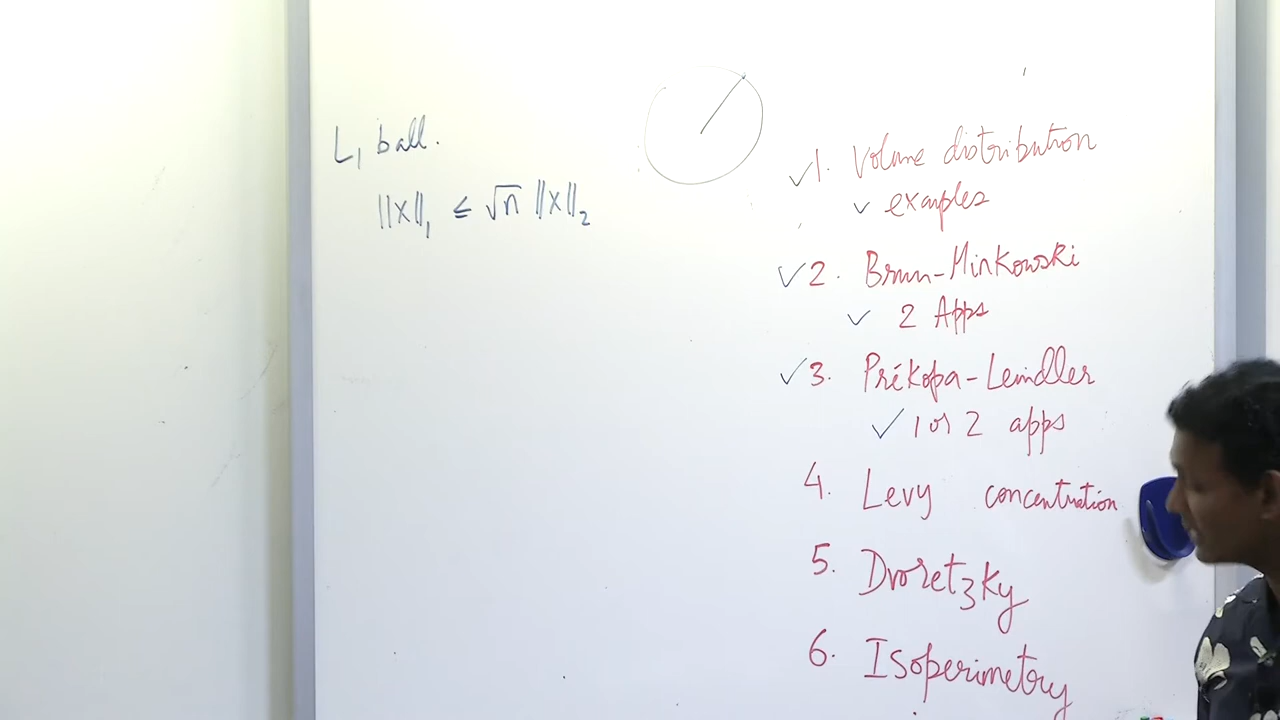 L₁ ball.
||X||₁ ≤ √n ||X||₂
✓1. Volume distribution
✓ examples
✓2. Brunn-Minkowski
✓ 2 Apps
✓3. Prékopa-Leindler
✓ 1 or 2 apps
4. Levy concentration
5. Dvoretzky
6. Isoperimetry